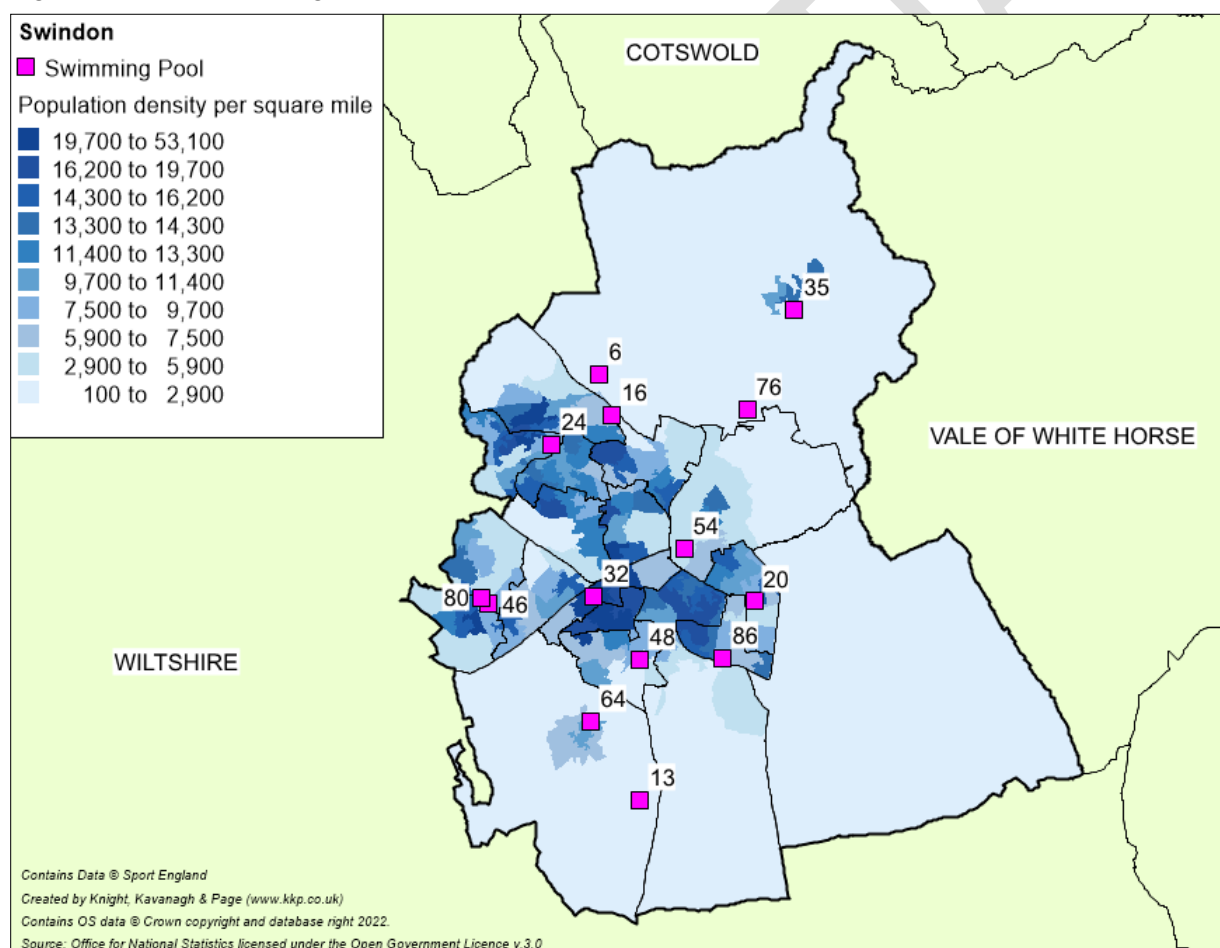 Swindon
Swimming Pool
Population density per square mile
19,700 to 53,100
16,200 to 19,700
14,300 to 16,200
13,300 to 14,300
11,400 to 13,300
9,700 to 11,400
7,500 to 9,700
5,900 to 7,500
2,900 to 5,900
100 to 2,900
COTSWOLD
35
6
16
76
24
VALE OF WHITE HORSE
54
32
20
80
46
48
86
WILTSHIRE
64
13
Contains Data ® Sport England
Created by Knight, Kavanagh & Page (www.kkp.co.uk)
Contains OS data ® Crown copyright and database right 2022.
Source: Office for National Statistics licensed under the Open Government Licence v.3.0